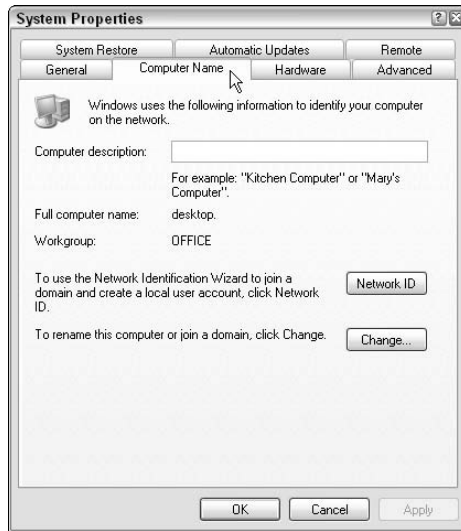 System Properties
System Restore
Automatic Updates
Remote
General
Computer Name
Hardware
Advanced
Windows uses the following information to identify your computer
on the network.
Computer description:
For example: "Kitchen Computer" or "Mary's
Computer".
Full computer name: desktop.
Workgroup: OFFICE
To use the Network Identification Wizard to join a
domain and create a local user account, click Network
ID.
Network ID
To rename this computer or join a domain, click Change.
Change...
OK
Cancel
Apply